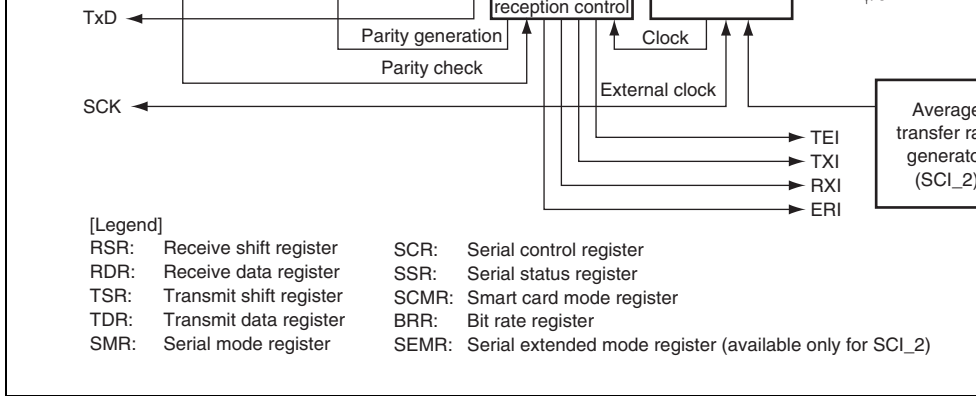 reception control
TxD
Parity generation
Clock
Parity check
External clock
SCK
Average
transfer
generato
(SCI_2)
TEI
TXI
RXI
ERI
[Legend]
RSR: Receive shift register
RDR: Receive data register
TSR: Transmit shift register
TDR: Transmit data register
SMR: Serial mode register
SCR: Serial control register
SSR: Serial status register
SCMR: Smart card mode register
BRR: Bit rate register
SEMR: Serial extended mode register (available only for SCI_2)